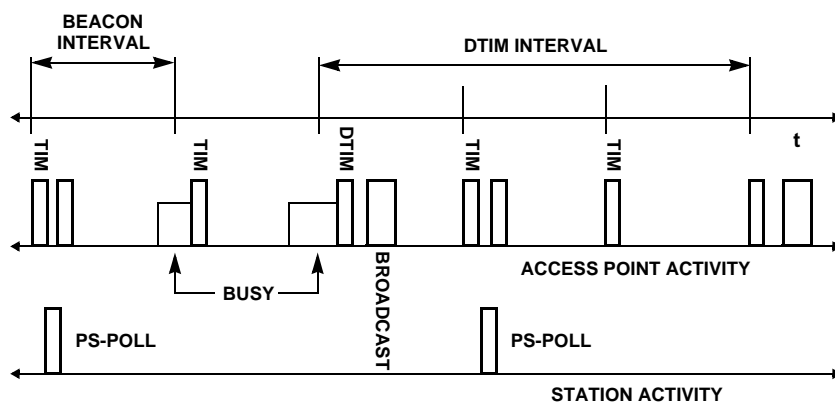 BEACON
INTERVAL
DTIM INTERVAL
t
TIM
TIM
DTIM
TIM
TIM
BROADCAST
ACCESS POINT ACTIVITY
BUSY
PS-POLL
PS-POLL
STATION ACTIVITY